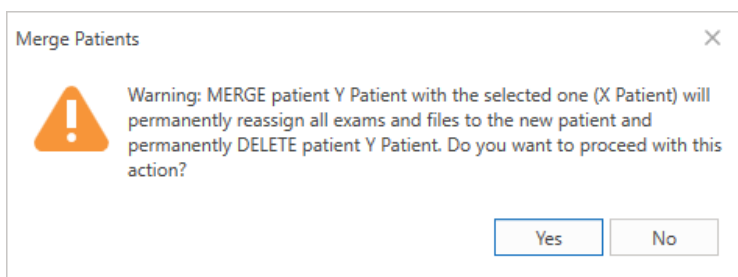 Merge Patients
Warning: MERGE patient Y Patient with the selected one (X Patient) will
permanently reassign all exams and files to the new patient and
permanently DELETE patient Y Patient. Do you want to proceed with this
action?
Yes No